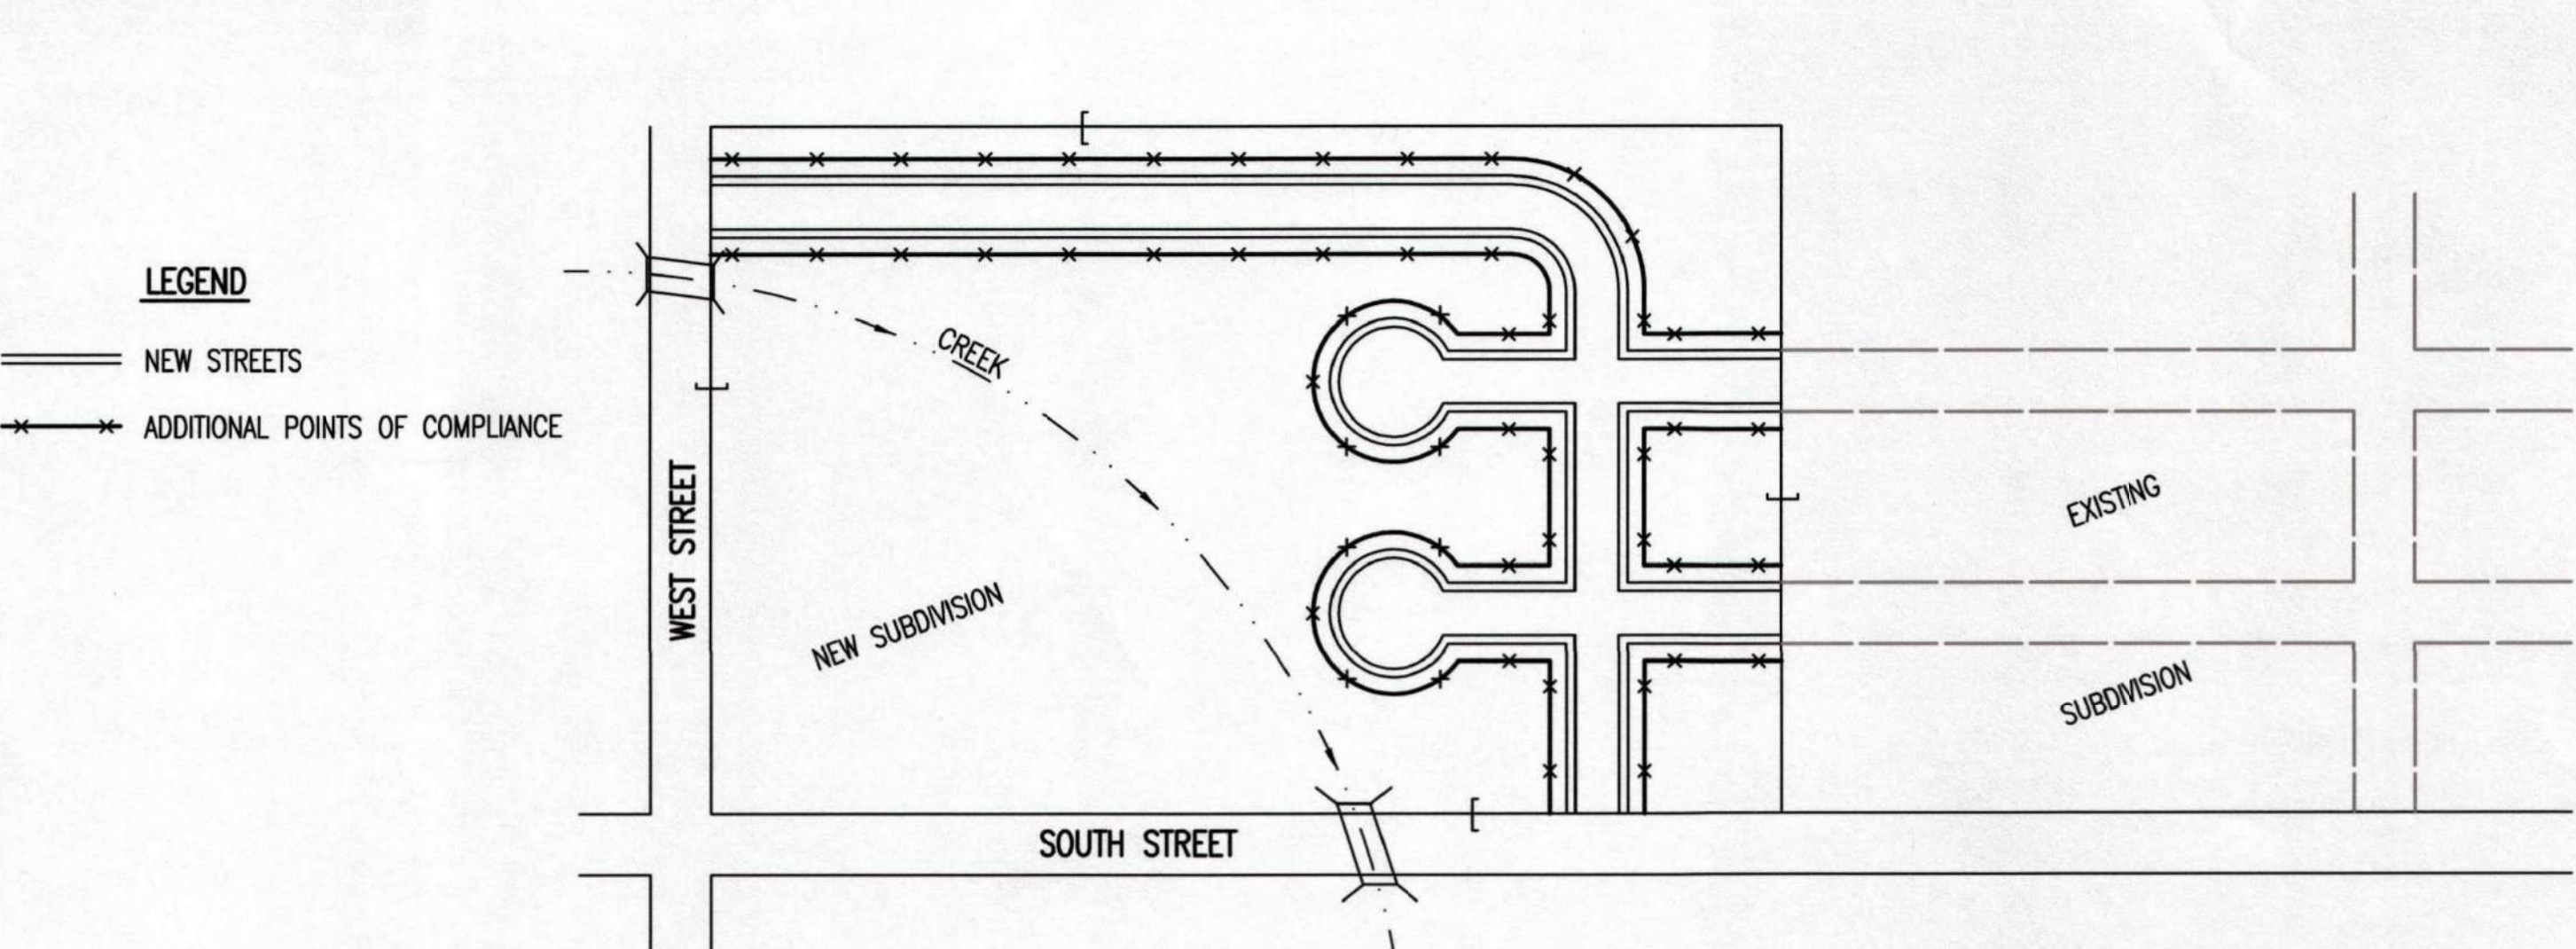 LEGEND
NEW STREETS
ADDITIONAL POINTS OF COMPLIANCE
WEST STREET
CREEK
NEW SUBDIVISION
SOUTH STREET
EXISTING
SUBDIVISION